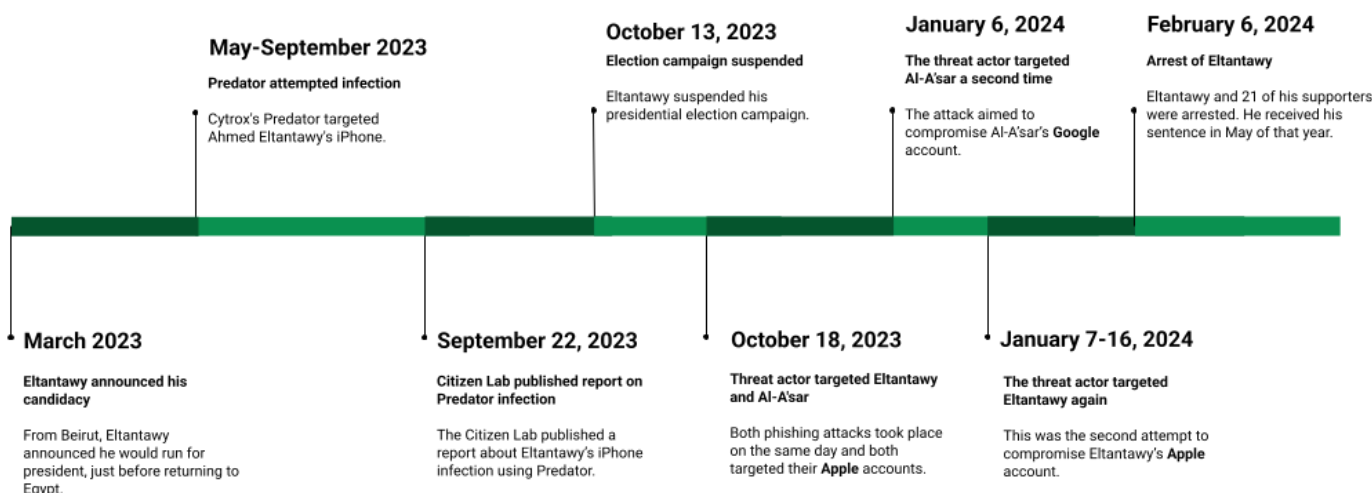 May-September 2023
Predator attempted infection
Cytrox's Predator targeted
Ahmed Eltantawy's iPhone.
October 13, 2023
Election campaign suspended
Eltantawy suspended his
presidential election campaign.
January 6, 2024
The threat actor targeted
Al-A'sar a second time
The attack aimed to
compromise Al-A'sar's Google
account.
February 6, 2024
Arrest of Eltantawy
Eltantawy and 21 of his supporters
were arrested. He received his
sentence in May of that year.
March 2023
Eltantawy announced his
candidacy
From Beirut, Eltantawy
announced he would run for
president, just before returning to
Egypt.
September 22, 2023
Citizen Lab published report on
Predator infection
The Citizen Lab published a
report about Eltantawy's iPhone
infection using Predator.
October 18, 2023
Threat actor targeted Eltantawy
and Al-A'sar
Both phishing attacks took place
on the same day and both
targeted their Apple accounts.
January 7-16, 2024
The threat actor targeted
Eltantawy again
This was the second attempt to
compromise Eltantawy's Apple
account.